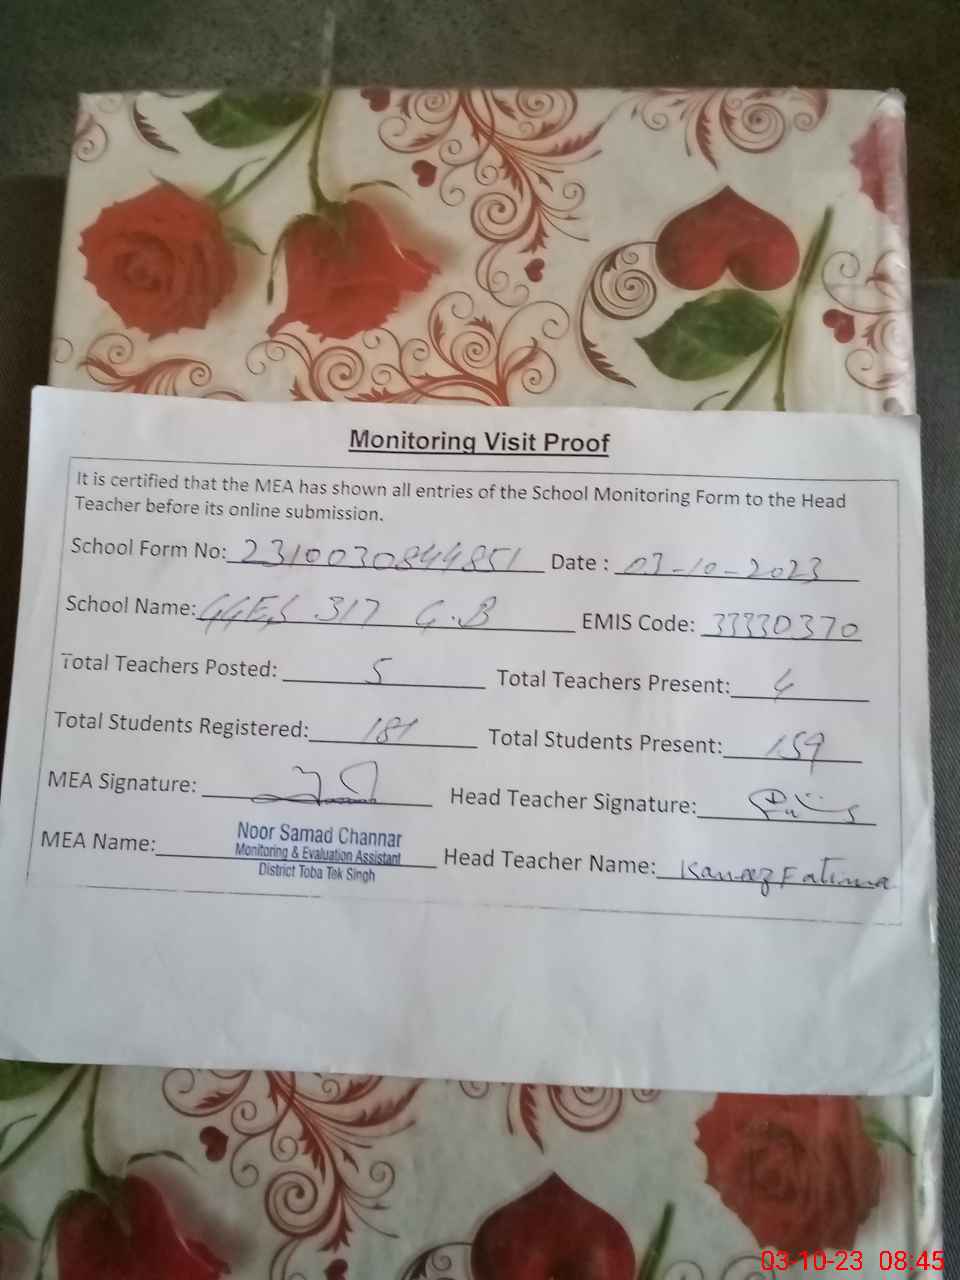 Monitoring Visit Proof
It is certified that the MEA has shown all entries of the School Monitoring Form to the Head
Teacher before its online submission.
School Form No: 2310030844851 Date : 03-10-2023
School Name: GGES 317 G.B EMIS Code: 33330370
Total Teachers Posted: 5 Total Teachers Present: 4
Total Students Registered: 181 Total Students Present: 159
MEA Signature: Head Teacher Signature:
MEA Name: Noor Samad Channar Head Teacher Name: Kaneez Fatima
Monitoring & Evaluation Assistant
District Toba Tek Singh
03-10-23 08:45